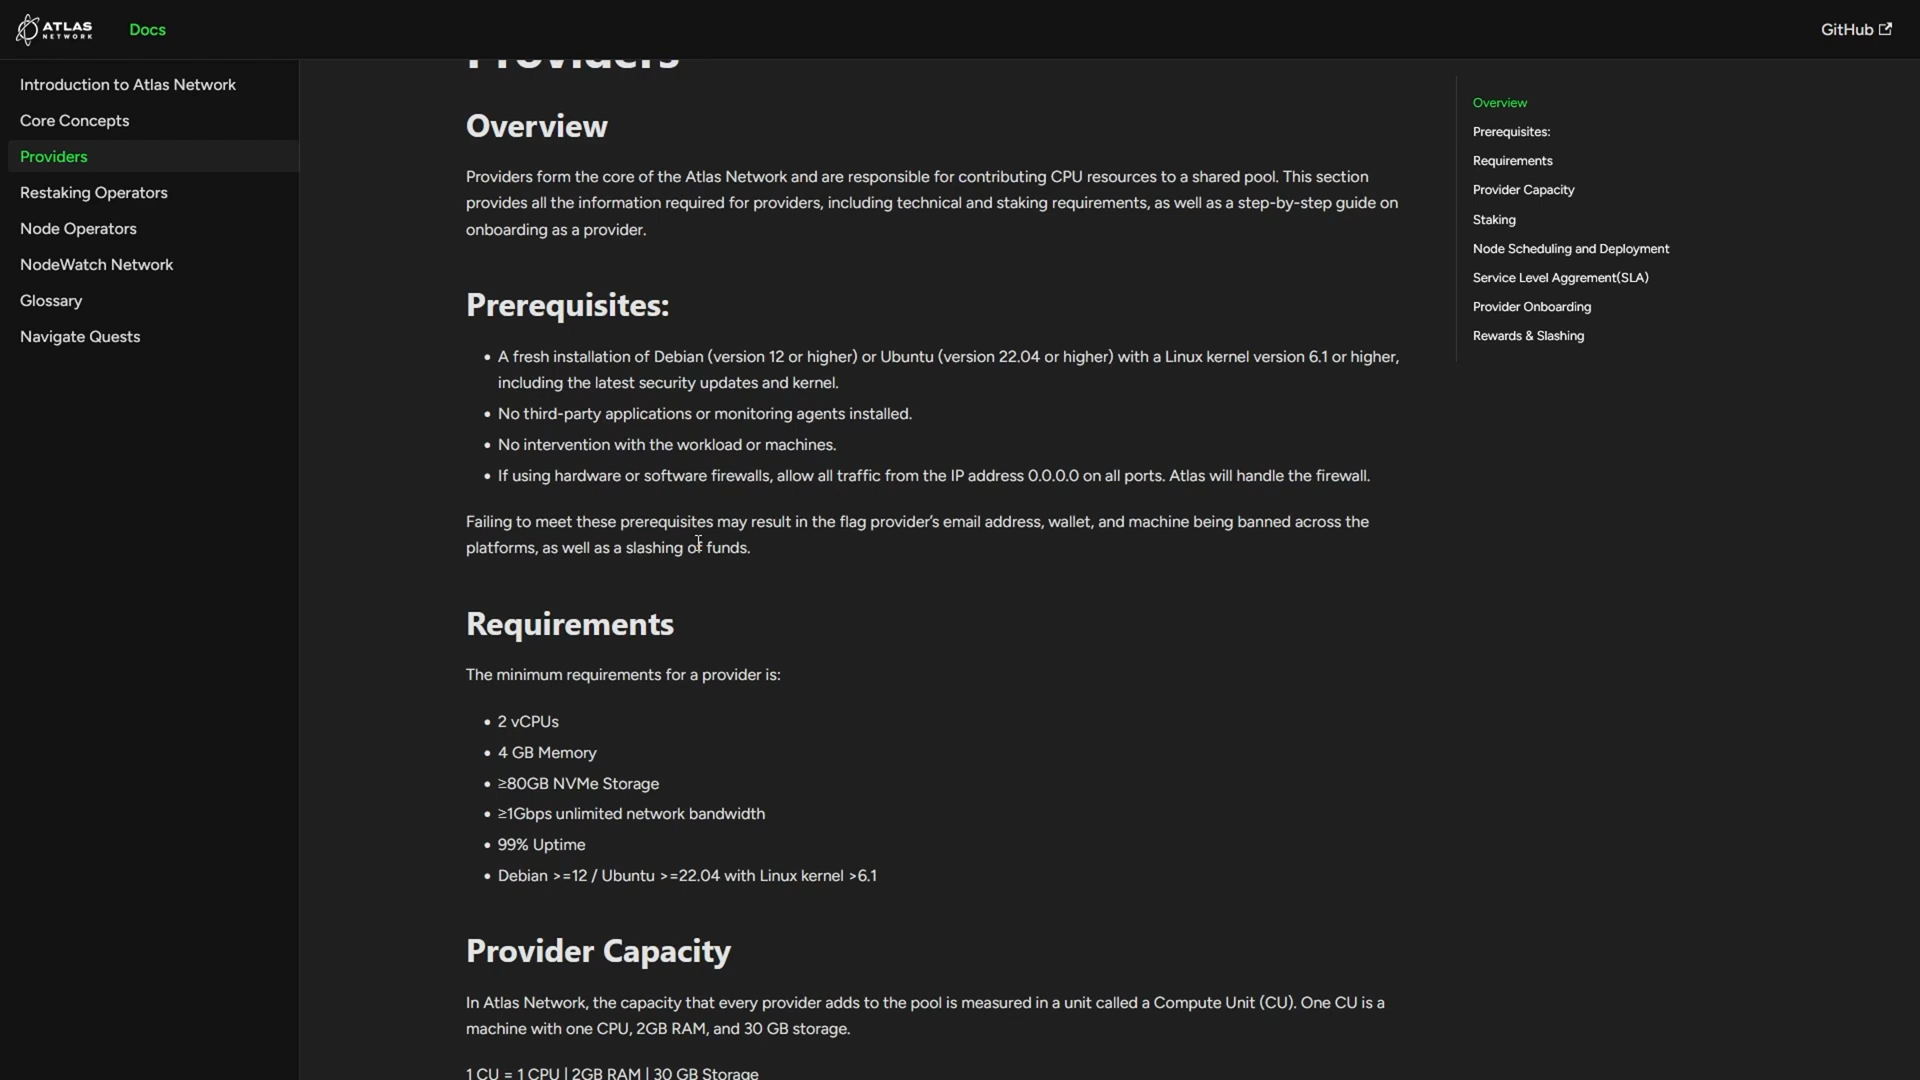 ATLAS
NETWORK
Docs
GitHub
Introduction to Atlas Network
Core Concepts
Providers
Restaking Operators
Node Operators
NodeWatch Network
Glossary
Navigate Quests
Providers
Overview
Providers form the core of the Atlas Network and are responsible for contributing CPU resources to a shared pool. This section
provides all the information required for providers, including technical and staking requirements, as well as a step-by-step guide on
onboarding as a provider.
Prerequisites:
• A fresh installation of Debian (version 12 or higher) or Ubuntu (version 22.04 or higher) with a Linux kernel version 6.1 or higher,
including the latest security updates and kernel.
• No third-party applications or monitoring agents installed.
• No intervention with the workload or machines.
• If using hardware or software firewalls, allow all traffic from the IP address 0.0.0.0 on all ports. Atlas will handle the firewall.
Failing to meet these prerequisites may result in the flag provider’s email address, wallet, and machine being banned across the
platforms, as well as a slashing of funds.
Requirements
The minimum requirements for a provider is:
• 2 vCPUs
• 4 GB Memory
• ≥80GB NVMe Storage
• ≥1Gbps unlimited network bandwidth
• 99% Uptime
• Debian >=12 / Ubuntu >=22.04 with Linux kernel >6.1
Provider Capacity
In Atlas Network, the capacity that every provider adds to the pool is measured in a unit called a Compute Unit (CU). One CU is a
machine with one CPU, 2GB RAM, and 30 GB storage.
1 CU = 1 CPU | 2GB RAM | 30 GB Storage
Overview
Prerequisites:
Requirements
Provider Capacity
Staking
Node Scheduling and Deployment
Service Level Aggrement(SLA)
Provider Onboarding
Rewards & Slashing